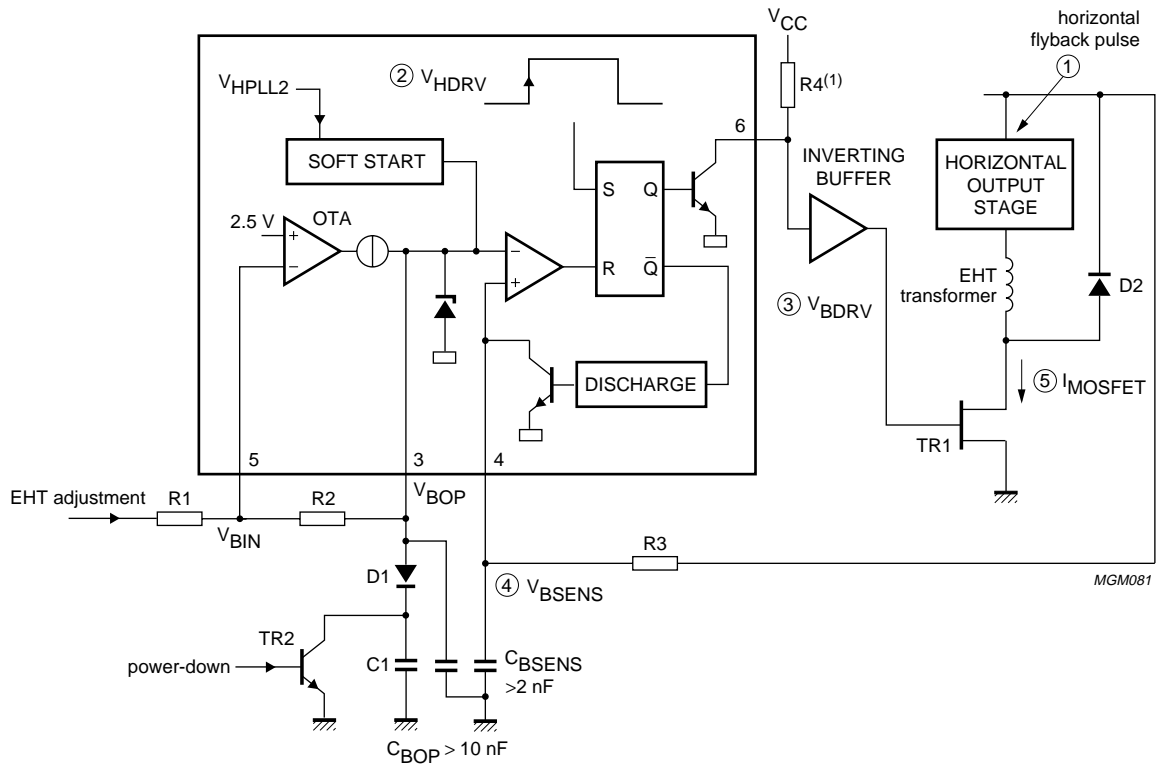 horizontal
flyback pulse
①
V_CC
R4(1)
② V_HDRV
V_HPLL2
SOFT START
6
INVERTING
BUFFER
HORIZONTAL
OUTPUT
STAGE
S Q
R Q̅
2.5 V
OTA
+
−
−
+
EHT
transformer
D2
③ V_BDRV
DISCHARGE
⑤ I_MOSFET
TR1
5 3 4
EHT adjustment
R1
R2
V_BOP
V_BIN
R3
MGM081
D1
④ V_BSENS
TR2
power-down
C1
C_BSENS
>2 nF
C_BOP > 10 nF